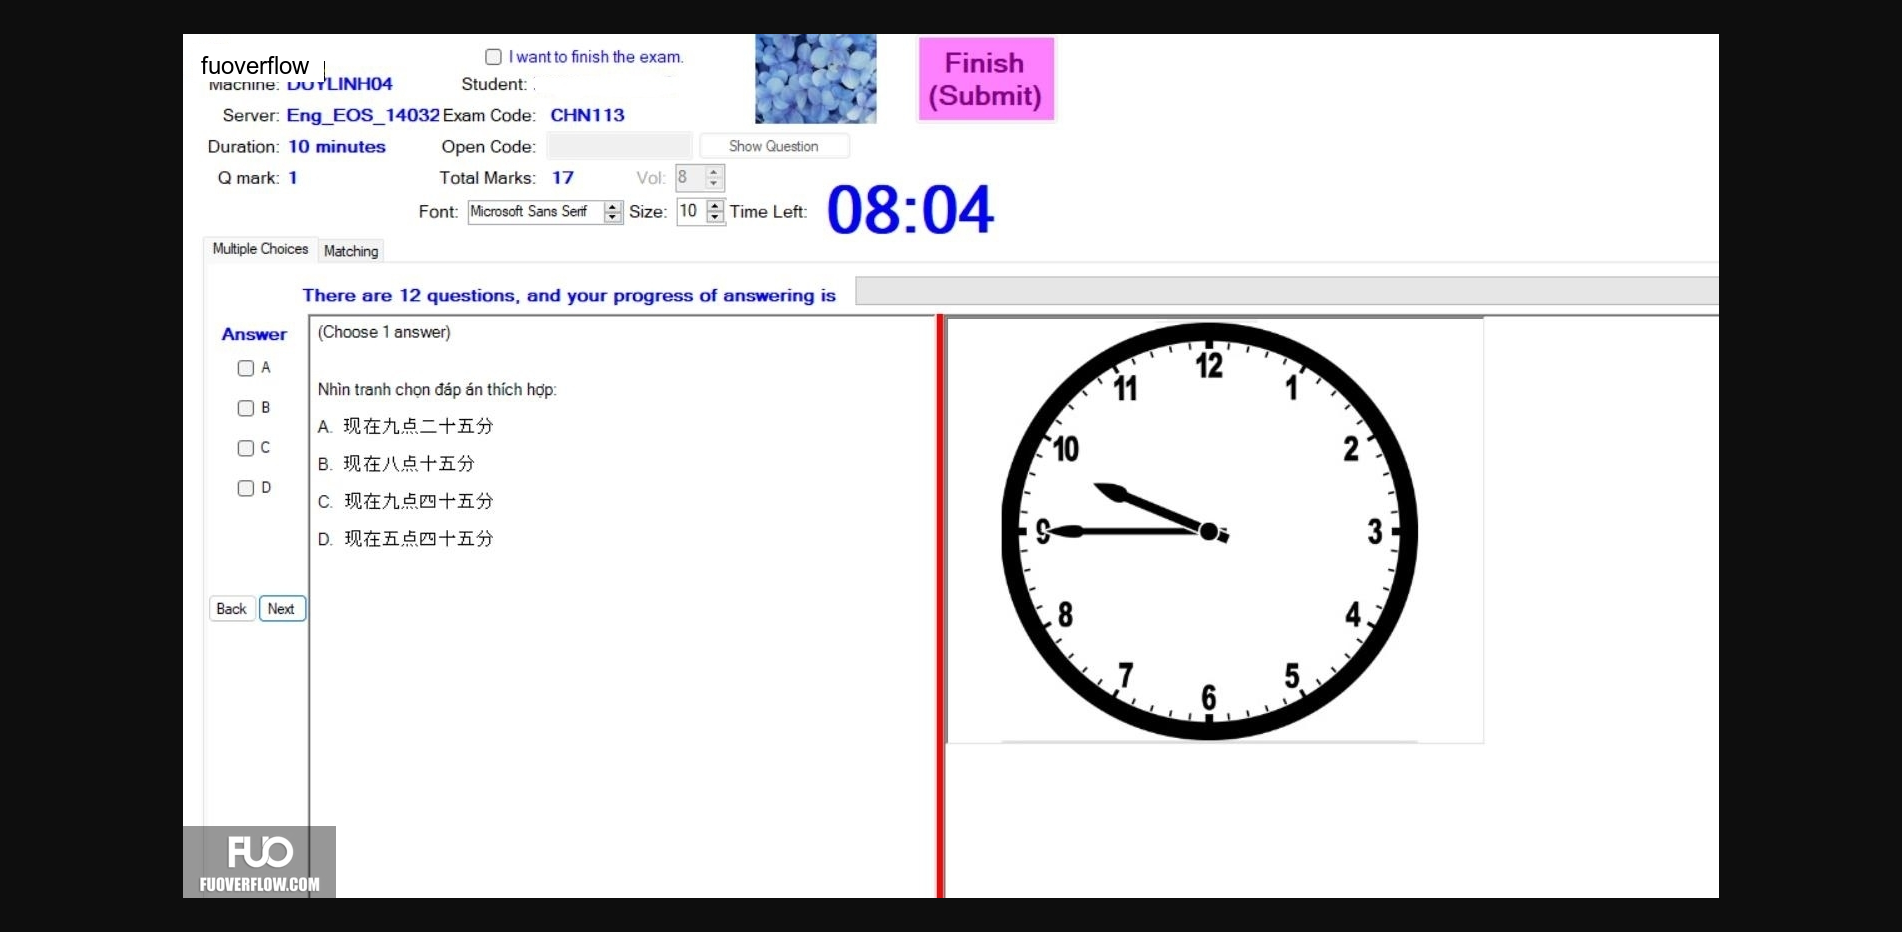 fuoverflow
I want to finish the exam.
Finish
(Submit)
Machine: DUYLINH04
Student:
Server: Eng_EOS_14032
Exam Code: CHN113
Duration: 10 minutes
Open Code:
Show Question
Q mark: 1
Total Marks: 17
Vol: 8
Font: Microsoft Sans Serif
Size: 10
Time Left: 08:04
Multiple Choices
Matching
There are 12 questions, and your progress of answering is
Answer
A
B
C
D
Back
Next
(Choose 1 answer)
Nhìn tranh chọn đáp án thích hợp:
A. 现在九点二十五分
B. 现在八点十五分
C. 现在九点四十五分
D. 现在五点四十五分
12
1
2
3
4
5
6
7
8
9
10
11
FUO
FUOVERFLOW.COM